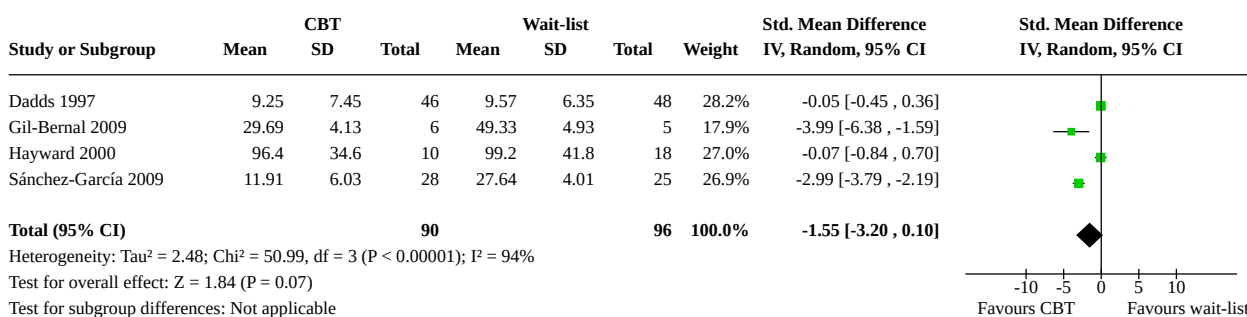 CBT Wait-list Std. Mean Difference Std. Mean Difference
Study or Subgroup Mean SD Total Mean SD Total Weight IV, Random, 95% CI IV, Random, 95% CI
Dadds 1997 9.25 7.45 46 9.57 6.35 48 28.2% -0.05 [-0.45 , 0.36]
Gil-Bernal 2009 29.69 4.13 6 49.33 4.93 5 17.9% -3.99 [-6.38 , -1.59]
Hayward 2000 96.4 34.6 10 99.2 41.8 18 27.0% -0.07 [-0.84 , 0.70]
Sánchez-García 2009 11.91 6.03 28 27.64 4.01 25 26.9% -2.99 [-3.79 , -2.19]
Total (95% CI) 90 96 100.0% -1.55 [-3.20 , 0.10]
Heterogeneity: Tau² = 2.48; Chi² = 50.99, df = 3 (P < 0.00001); I² = 94%
Test for overall effect: Z = 1.84 (P = 0.07) -10 -5 0 5 10
Test for subgroup differences: Not applicable Favours CBT Favours wait-list